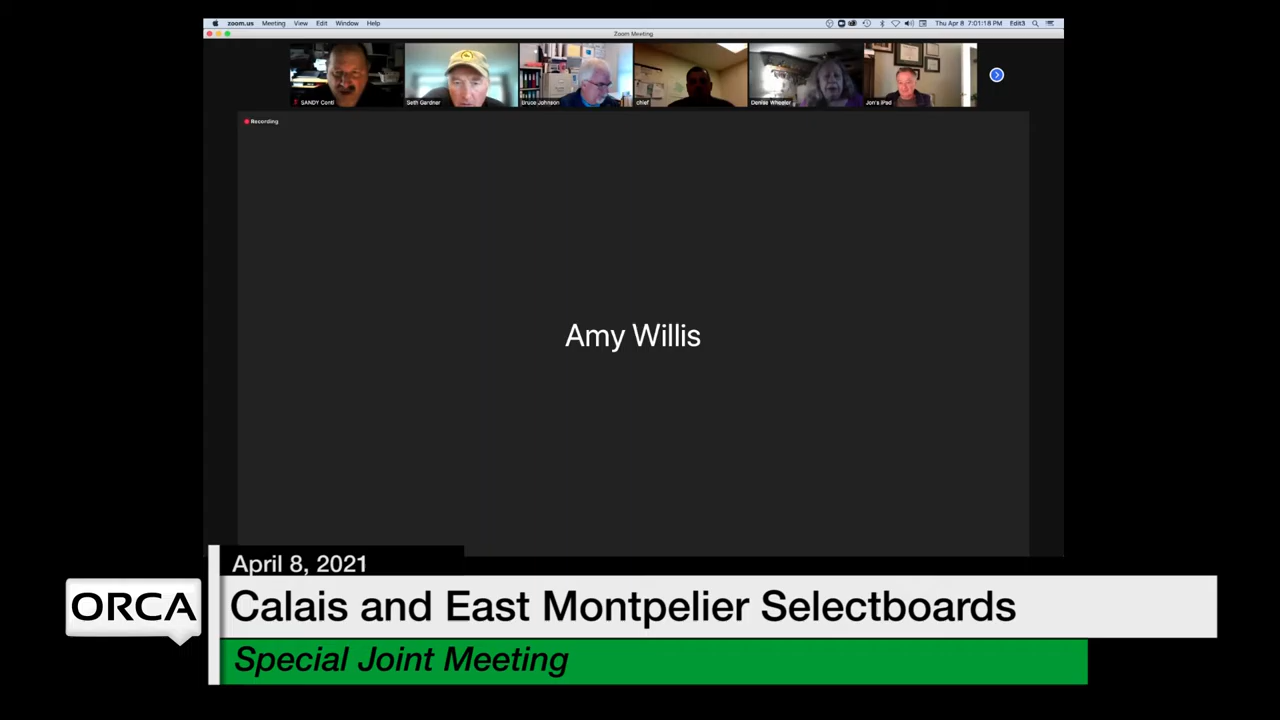 zoom.us Meeting View Edit Window Help
Thu Apr 8 7:01:18 PM Edit3
Zoom Meeting
SANDY Conti
Seth Gardner
Bruce Johnson
chief
Denise Wheeler
Jon's iPad
Recording
Amy Willis
April 8, 2021
ORCA
Calais and East Montpelier Selectboards
Special Joint Meeting